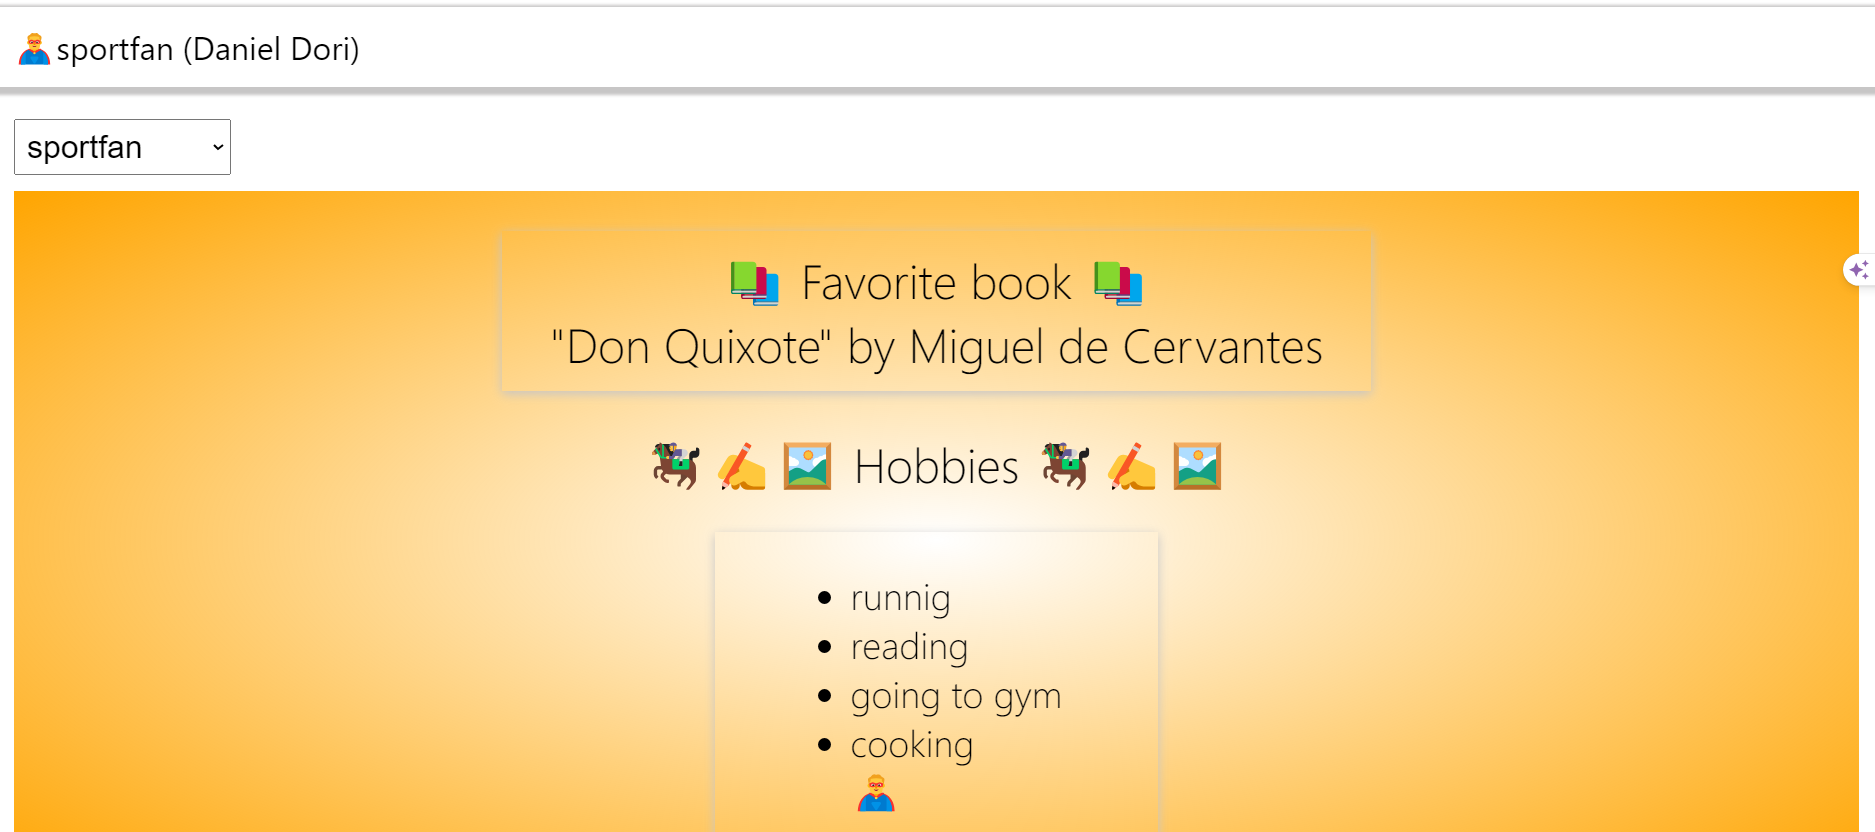 sportfan (Daniel Dori)
sportfan
Favorite book
"Don Quixote" by Miguel de Cervantes
Hobbies
runnig
reading
going to gym
cooking